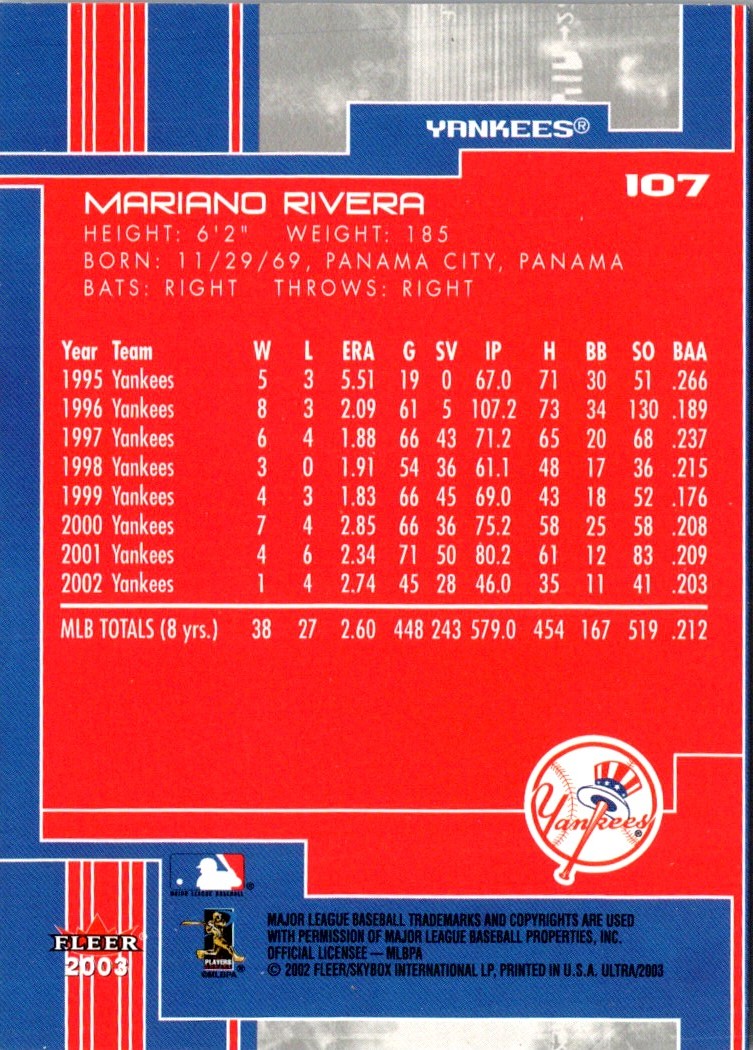 YANKEES®
107
MARIANO RIVERA
HEIGHT: 6'2" WEIGHT: 185
BORN: 11/29/69, PANAMA CITY, PANAMA
BATS: RIGHT THROWS: RIGHT
Year Team W L ERA G SV IP H BB SO BAA
1995 Yankees 5 3 5.51 19 0 67.0 71 30 51 .266
1996 Yankees 8 3 2.09 61 5 107.2 73 34 130 .189
1997 Yankees 6 4 1.88 66 43 71.2 65 20 68 .237
1998 Yankees 3 0 1.91 54 36 61.1 48 17 36 .215
1999 Yankees 4 3 1.83 66 45 69.0 43 18 52 .176
2000 Yankees 7 4 2.85 66 36 75.2 58 25 58 .208
2001 Yankees 4 6 2.34 71 50 80.2 61 12 83 .209
2002 Yankees 1 4 2.74 45 28 46.0 35 11 41 .203
MLB TOTALS (8 yrs.) 38 27 2.60 448 243 579.0 454 167 519 .212
Yankees®
MAJOR LEAGUE BASEBALL ®
FLEER
2003
PLAYERS
©MLBPA
MAJOR LEAGUE BASEBALL TRADEMARKS AND COPYRIGHTS ARE USED
WITH PERMISSION OF MAJOR LEAGUE BASEBALL PROPERTIES, INC.
OFFICIAL LICENSEE — MLBPA
© 2002 FLEER/SKYBOX INTERNATIONAL LP, PRINTED IN U.S.A. ULTRA/2003